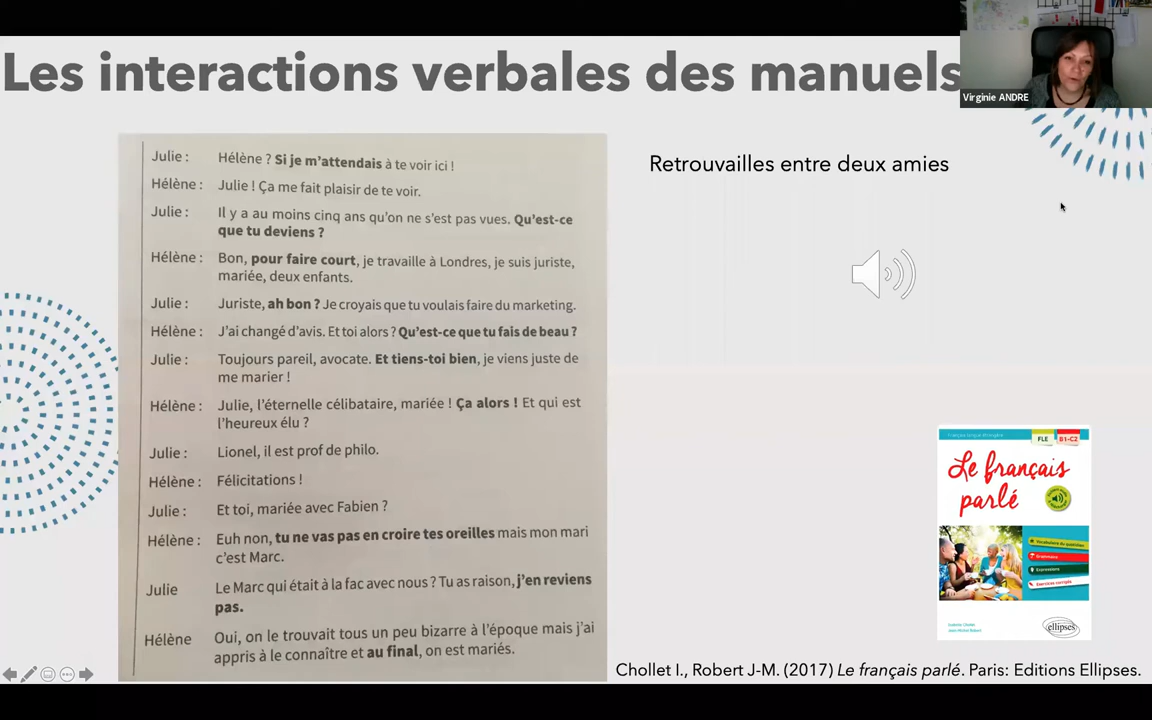 Les interactions verbales des manuels
Virginie ANDRE
Julie : Hélène ? Si je m'attendais à te voir ici !
Hélène : Julie ! Ça me fait plaisir de te voir.
Julie : Il y a au moins cinq ans qu'on ne s'est pas vues. Qu'est-ce
que tu deviens ?
Hélène : Bon, pour faire court, je travaille à Londres, je suis juriste,
mariée, deux enfants.
Julie : Juriste, ah bon ? Je croyais que tu voulais faire du marketing.
Hélène : J'ai changé d'avis. Et toi alors ? Qu'est-ce que tu fais de beau ?
Julie : Toujours pareil, avocate. Et tiens-toi bien, je viens juste de
me marier !
Hélène : Julie, l'éternelle célibataire, mariée ! Ça alors ! Et qui est
l'heureux élu ?
Julie : Lionel, il est prof de philo.
Hélène : Félicitations !
Julie : Et toi, mariée avec Fabien ?
Hélène : Euh non, tu ne vas pas en croire tes oreilles mais mon mari
c'est Marc.
Julie Le Marc qui était à la fac avec nous ? Tu as raison, j'en reviens
pas.
Hélène Oui, on le trouvait tous un peu bizarre à l'époque mais j'ai
appris à le connaître et au final, on est mariés.
Retrouvailles entre deux amies
FLE
B1-C2
Le français
parlé
Vocabulaire du quotidien
Grammaire
Expressions
Exercices corrigés
ellipses
Chollet I., Robert J-M. (2017) Le français parlé. Paris: Editions Ellipses.